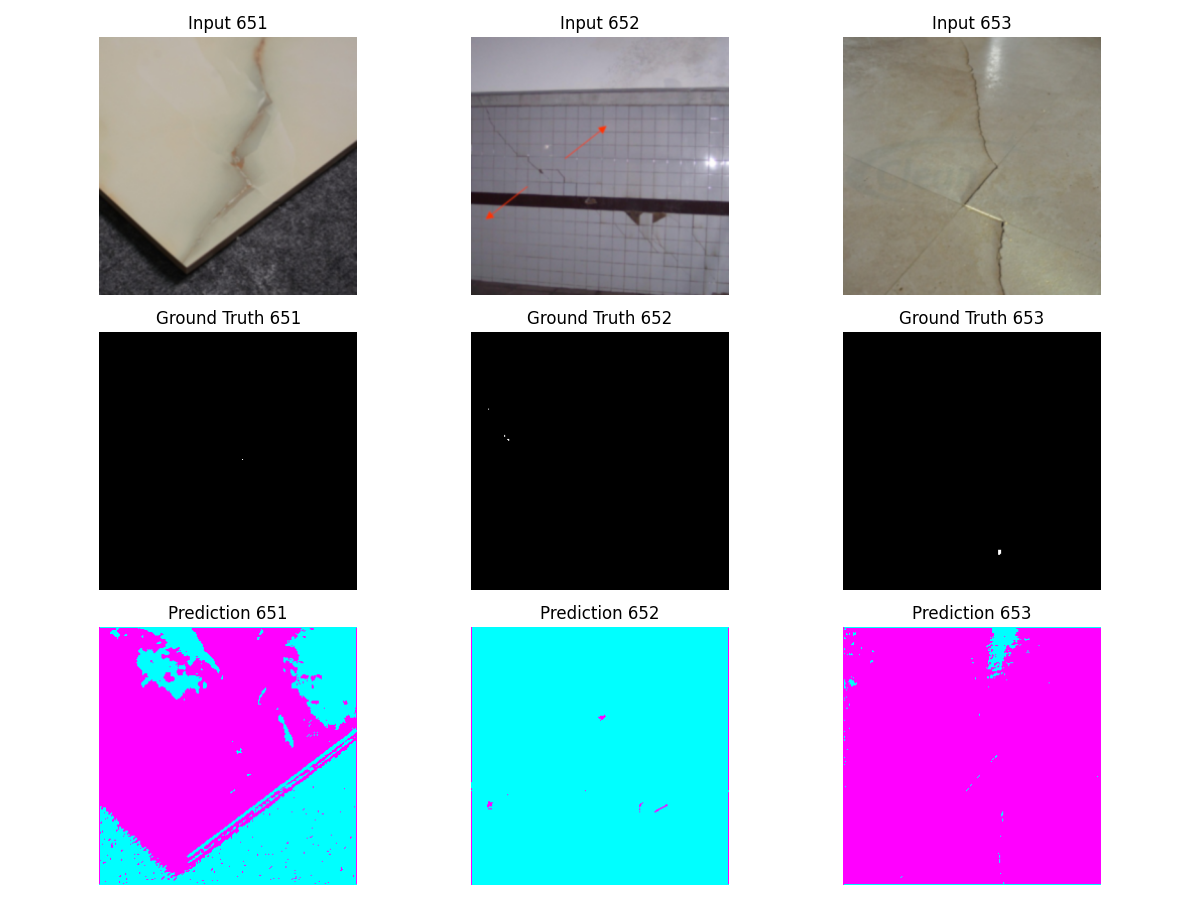 Input 651
Input 652
Input 653
Ground Truth 651
Ground Truth 652
Ground Truth 653
Prediction 651
Prediction 652
Prediction 653